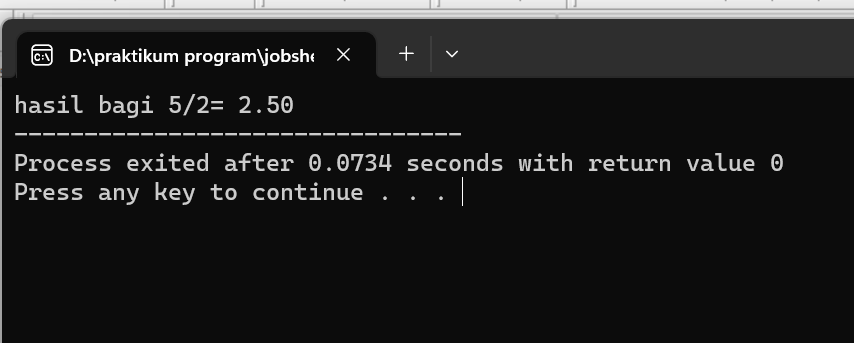 D:\praktikum program\jobshe
hasil bagi 5/2= 2.50
--------------------------------
Process exited after 0.0734 seconds with return value 0
Press any key to continue . . .